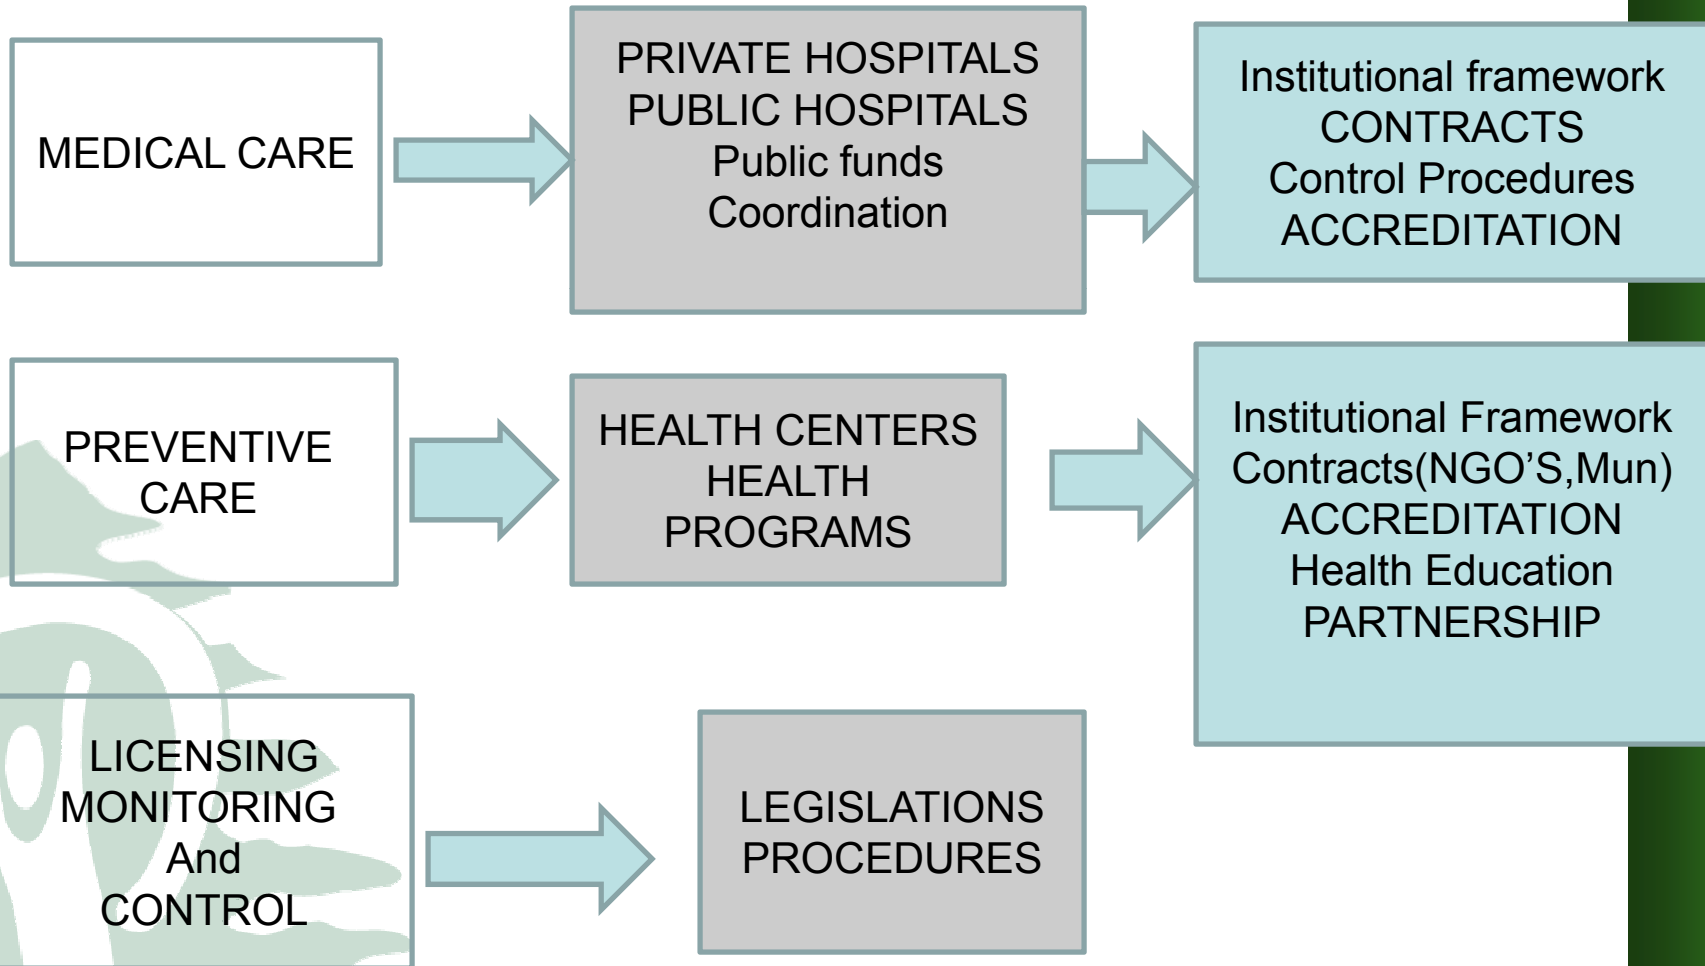 MEDICAL CARE
PRIVATE HOSPITALS
PUBLIC HOSPITALS
Public funds
Coordination
Institutional framework
CONTRACTS
Control Procedures
ACCREDITATION
PREVENTIVE
CARE
HEALTH CENTERS
HEALTH
PROGRAMS
Institutional Framework
Contracts(NGO’S,Mun)
ACCREDITATION
Health Education
PARTNERSHIP
LICENSING
MONITORING
And
CONTROL
LEGISLATIONS
PROCEDURES